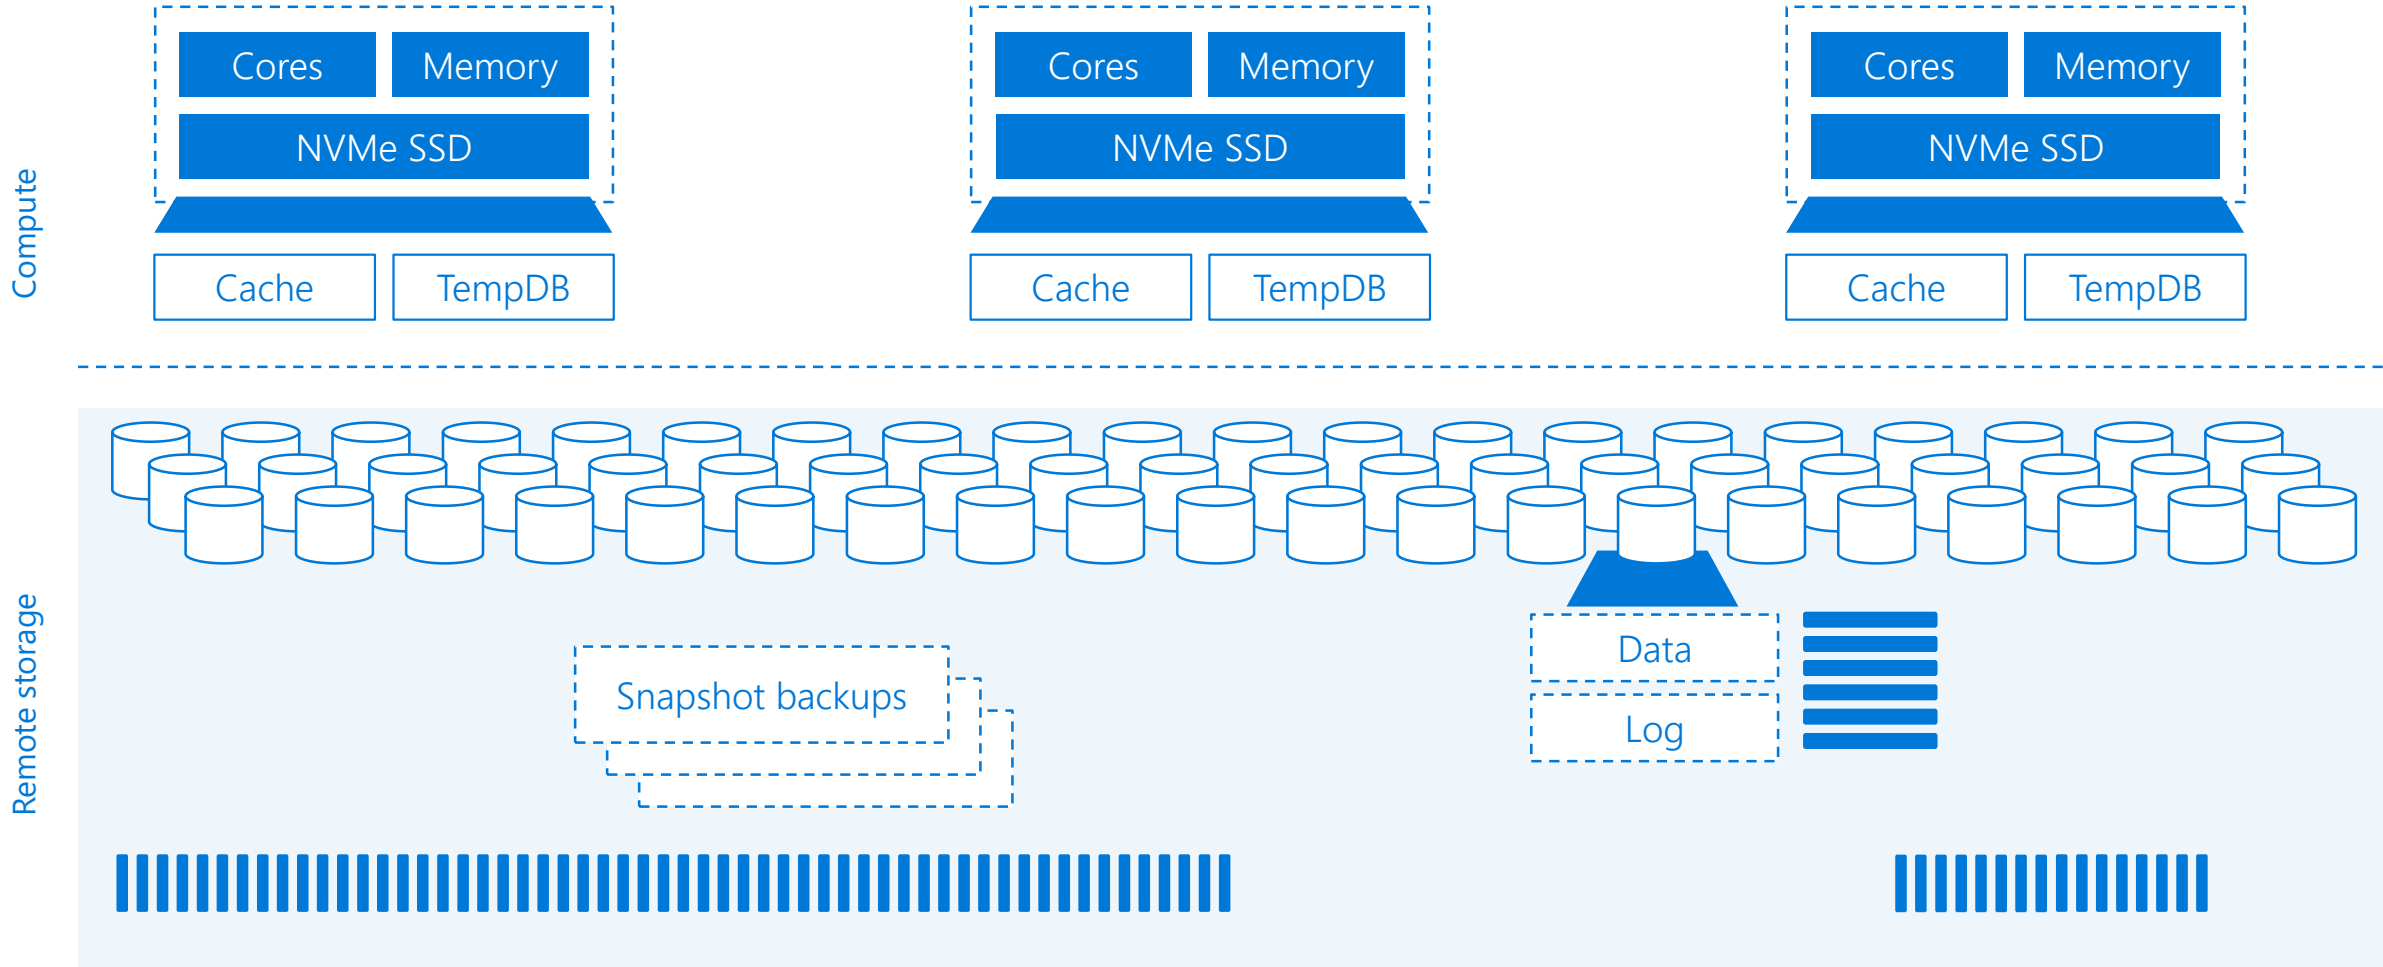 Compute
Cores
Memory
NVMe SSD
Cache
TempDB
Cores
Memory
NVMe SSD
Cache
TempDB
Cores
Memory
NVMe SSD
Cache
TempDB
Remote storage
Snapshot backups
Data
Log